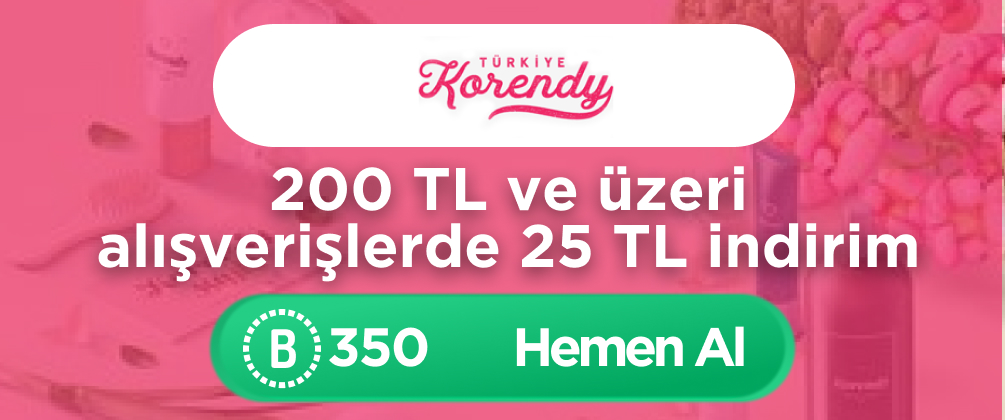 TÜRKİYE
Korendy
200 TL ve üzeri
alışverişlerde 25 TL indirim
B 350 Hemen Al